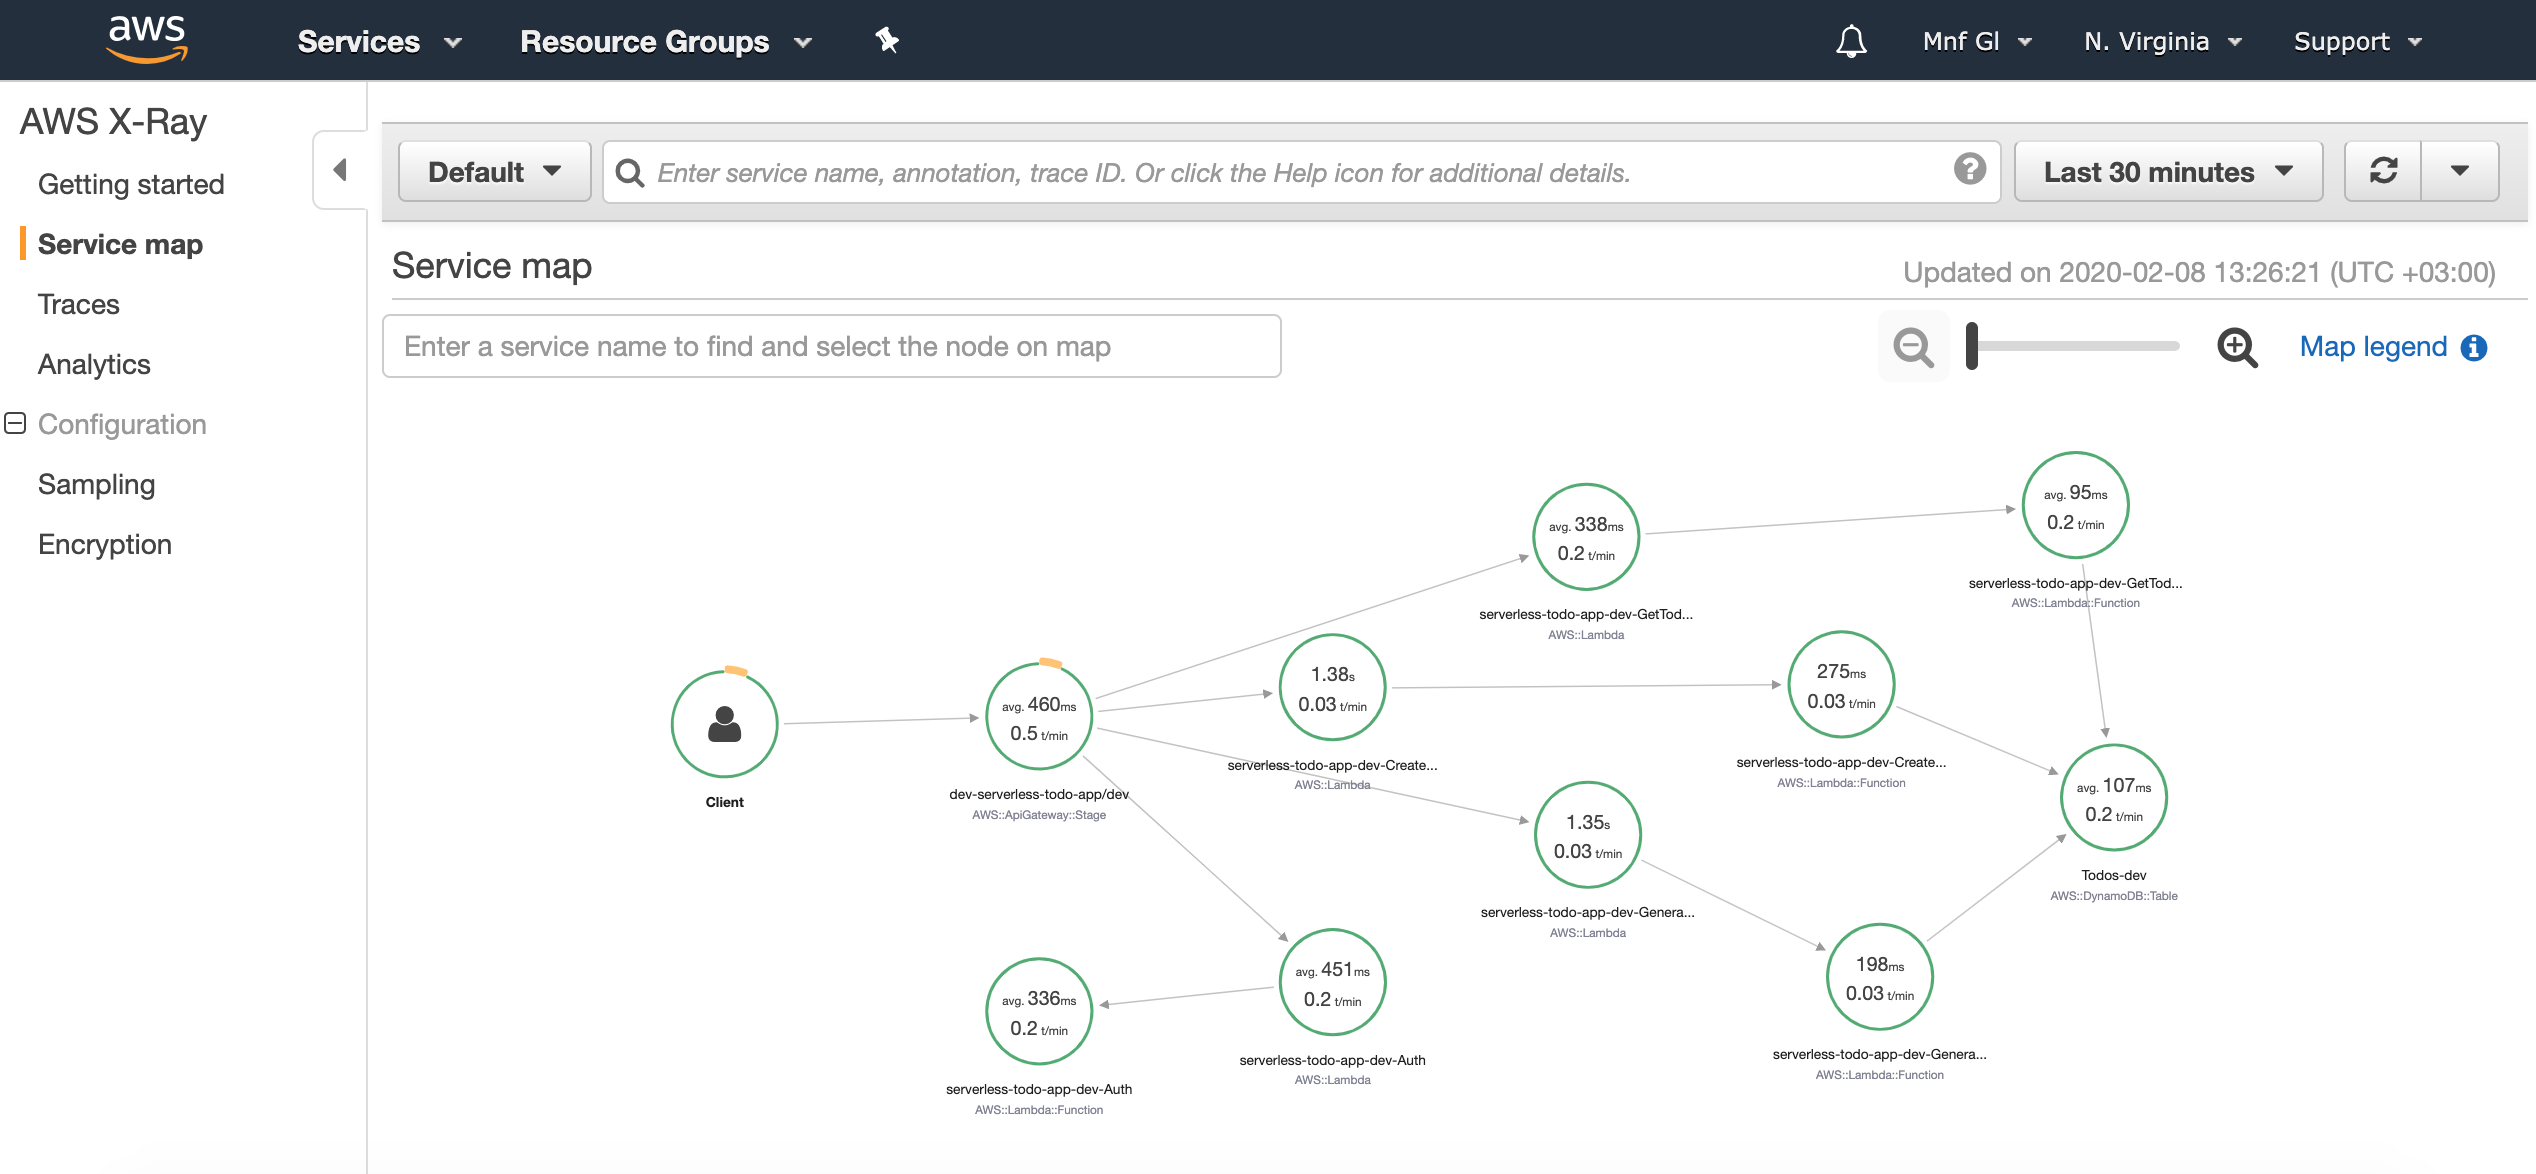 aws
Services
Resource Groups
Mnf Gl
N. Virginia
Support
AWS X-Ray
Getting started
Service map
Traces
Analytics
Configuration
Sampling
Encryption
Default
Enter service name, annotation, trace ID. Or click the Help icon for additional details.
Last 30 minutes
Service map
Updated on 2020-02-08 13:26:21 (UTC +03:00)
Enter a service name to find and select the node on map
Map legend
avg. 95ms
0.2 t/min
serverless-todo-app-dev-GetTod...
AWS::Lambda::Function
avg. 338ms
0.2 t/min
serverless-todo-app-dev-GetTod...
AWS::Lambda
1.38s
0.03 t/min
serverless-todo-app-dev-Create...
AWS::Lambda
275ms
0.03 t/min
serverless-todo-app-dev-Create...
AWS::Lambda::Function
Client
avg. 460ms
0.5 t/min
dev-serverless-todo-app/dev
AWS::ApiGateway::Stage
avg. 107ms
0.2 t/min
Todos-dev
AWS::DynamoDB::Table
1.35s
0.03 t/min
serverless-todo-app-dev-Genera...
AWS::Lambda
198ms
0.03 t/min
serverless-todo-app-dev-Genera...
AWS::Lambda::Function
avg. 451ms
0.2 t/min
serverless-todo-app-dev-Auth
AWS::Lambda
avg. 336ms
0.2 t/min
serverless-todo-app-dev-Auth
AWS::Lambda::Function